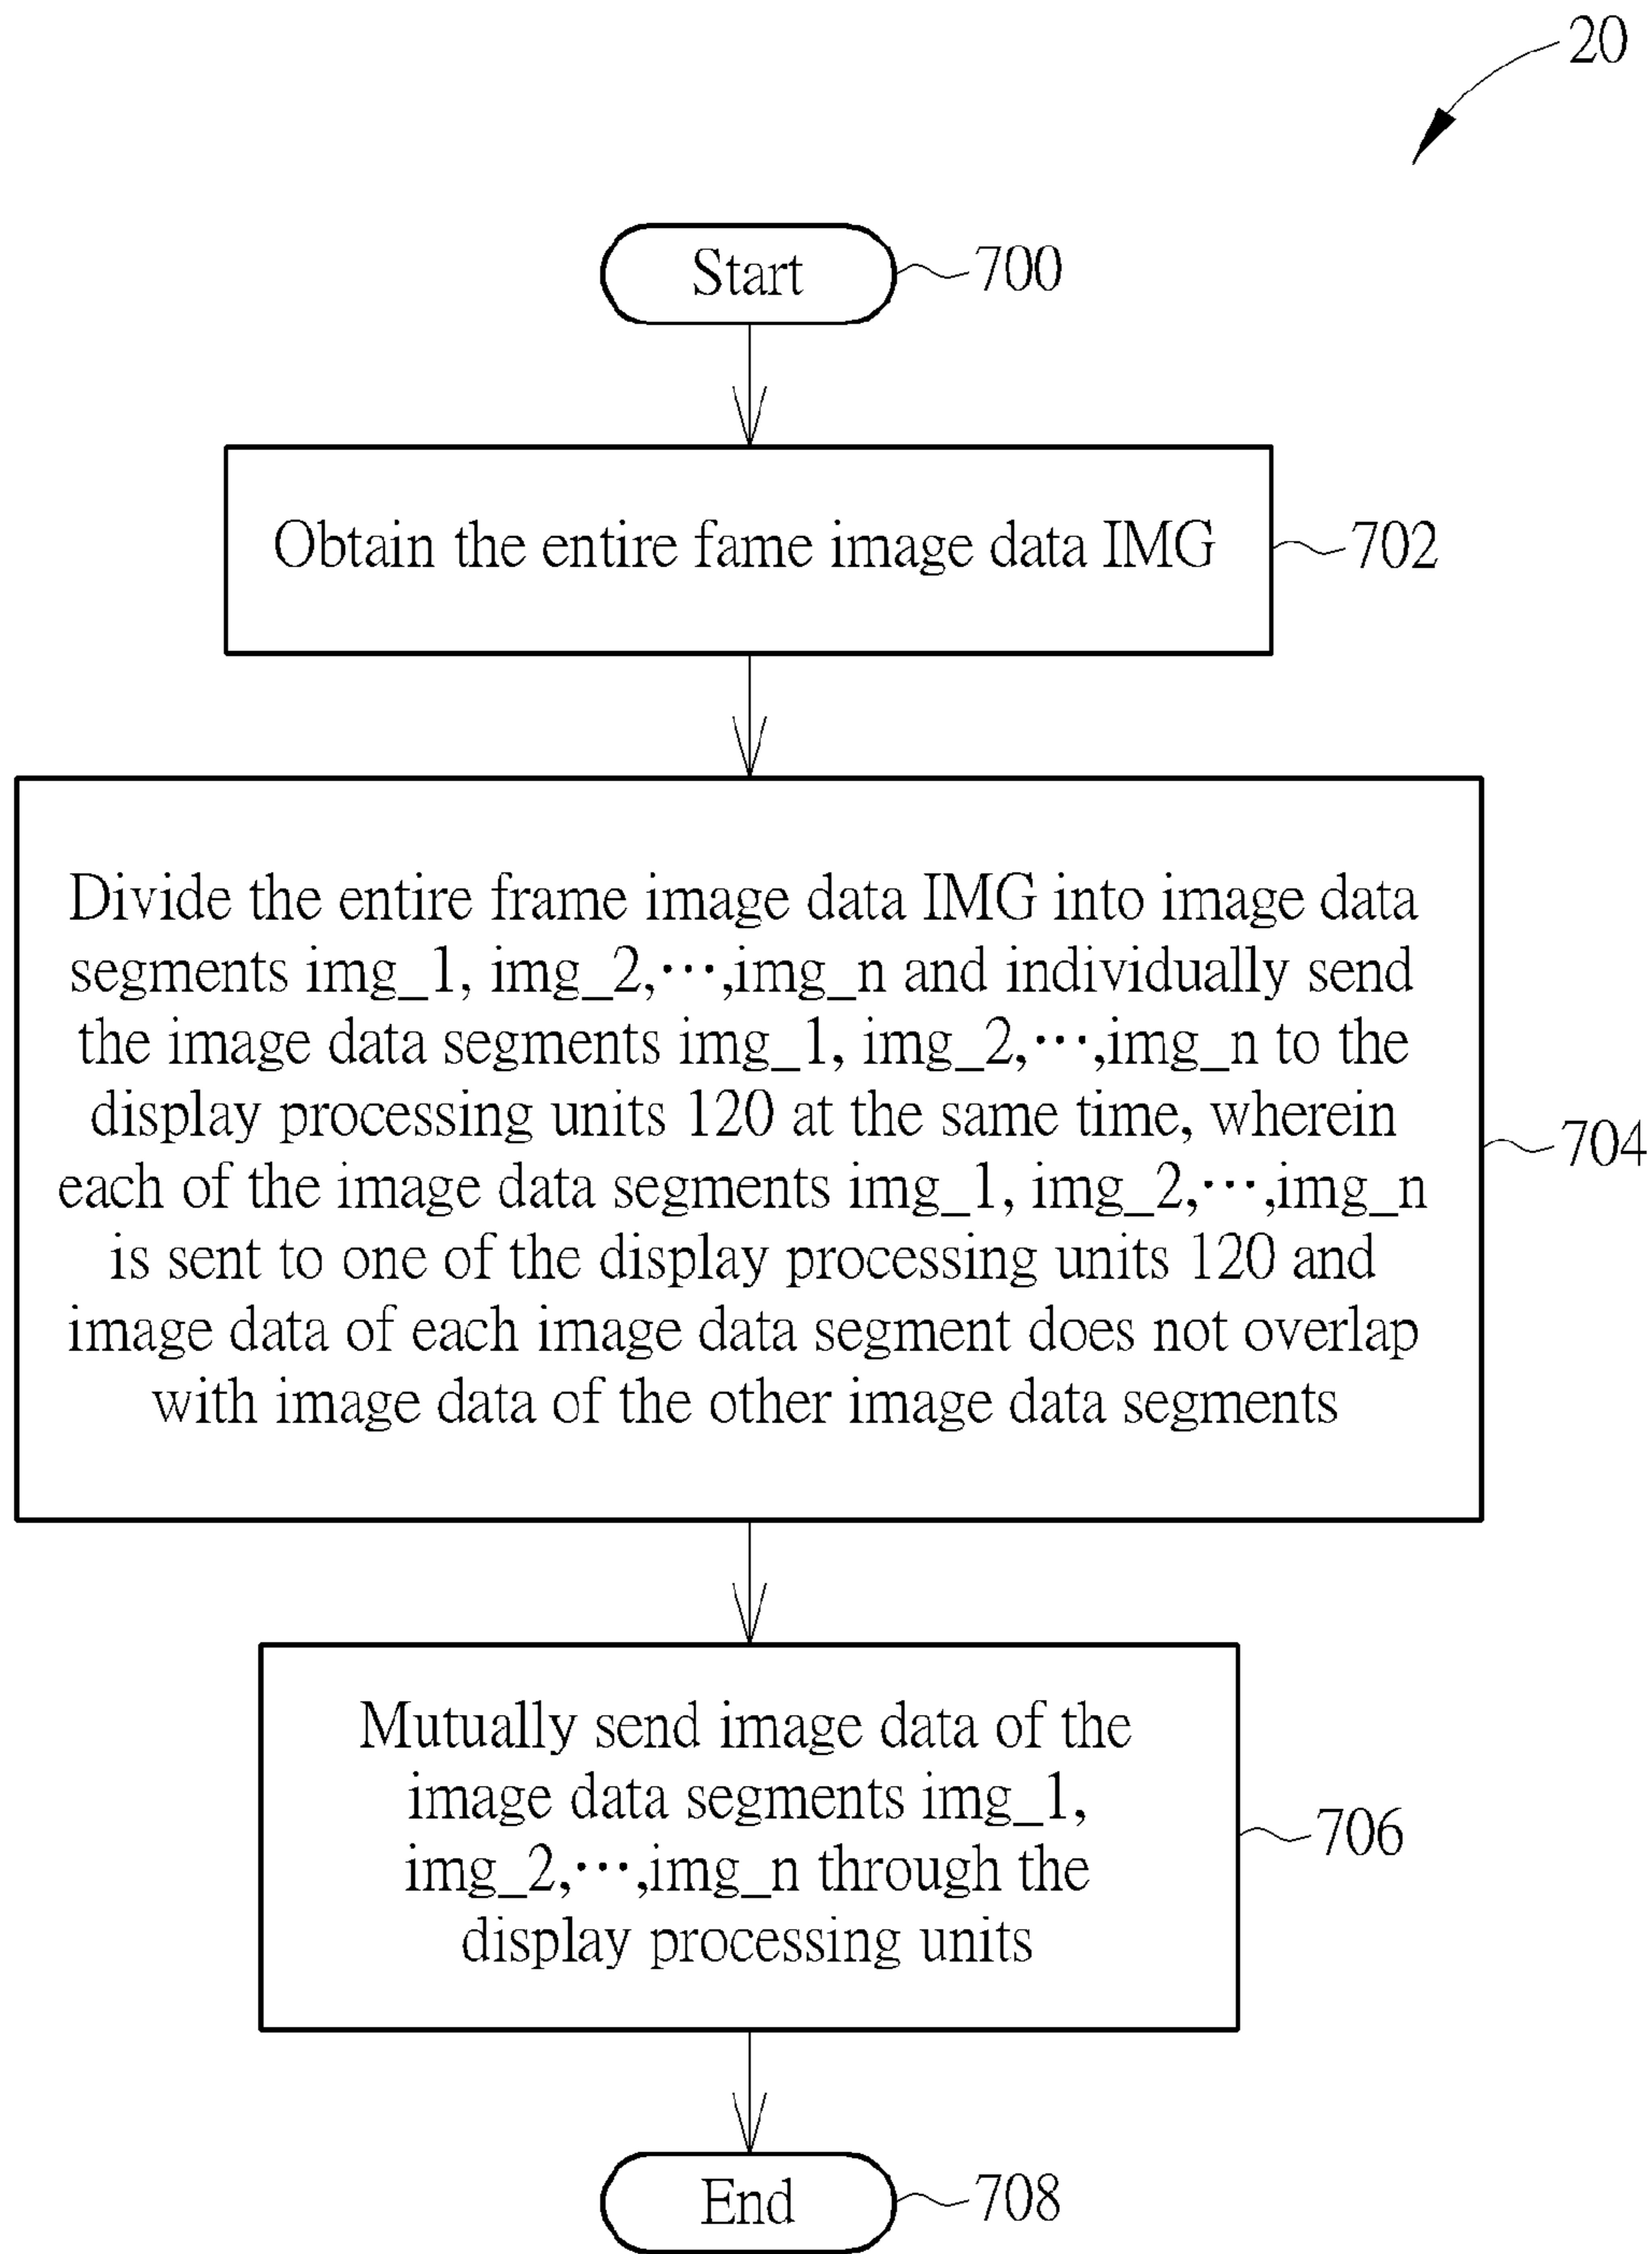 20
Start
700
Obtain the entire fame image data IMG
702
Divide the entire frame image data IMG into image data
segments img_1, img_2,⋯,img_n and individually send
the image data segments img_1, img_2,⋯,img_n to the
display processing units 120 at the same time, wherein
each of the image data segments img_1, img_2,⋯,img_n
is sent to one of the display processing units 120 and
image data of each image data segment does not overlap
with image data of the other image data segments
704
Mutually send image data of the
image data segments img_1,
img_2,⋯,img_n through the
display processing units
706
End
708